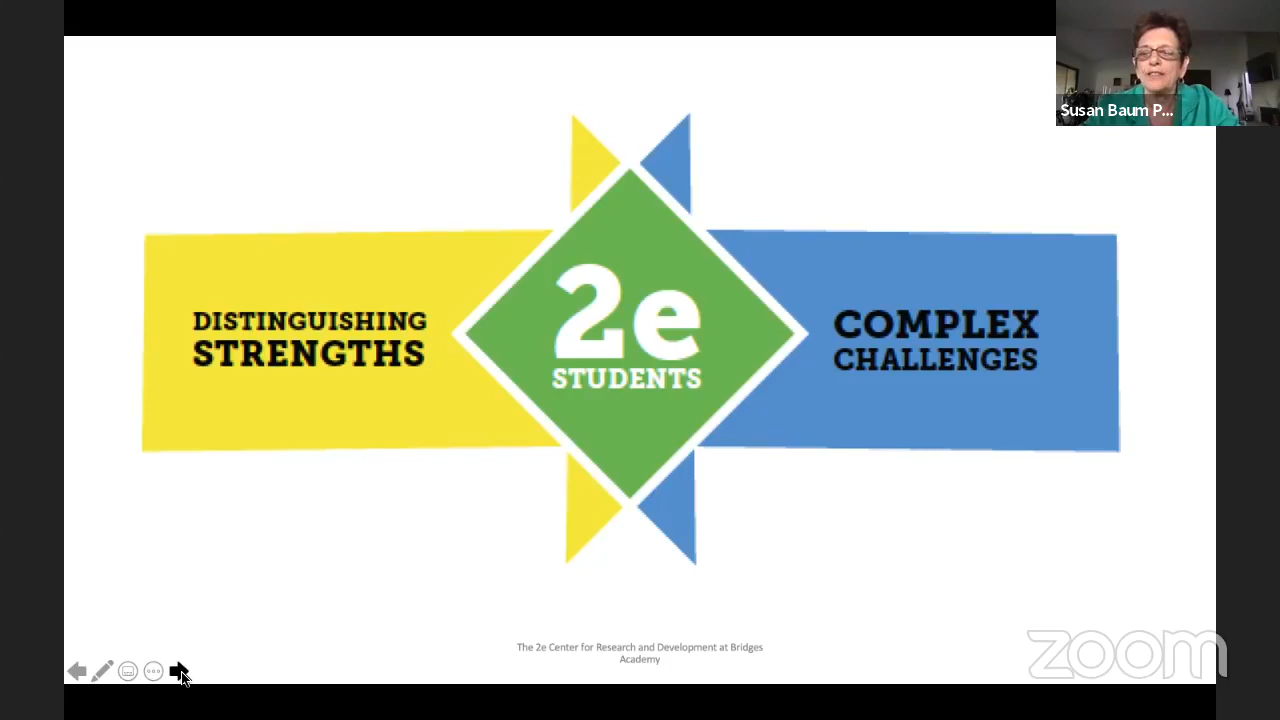 Susan Baum P...
DISTINGUISHING
STRENGTHS
2e
STUDENTS
COMPLEX
CHALLENGES
The 2e Center for Research and Development at Bridges
Academy
zoom